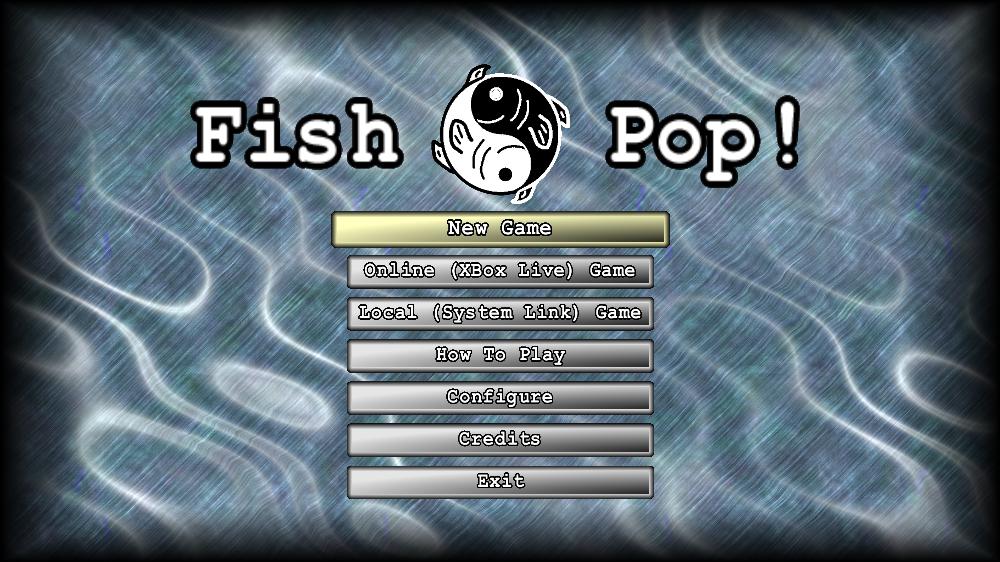 Fish Pop!
New Game
Online (XBox Live) Game
Local (System Link) Game
How To Play
Configure
Credits
Exit